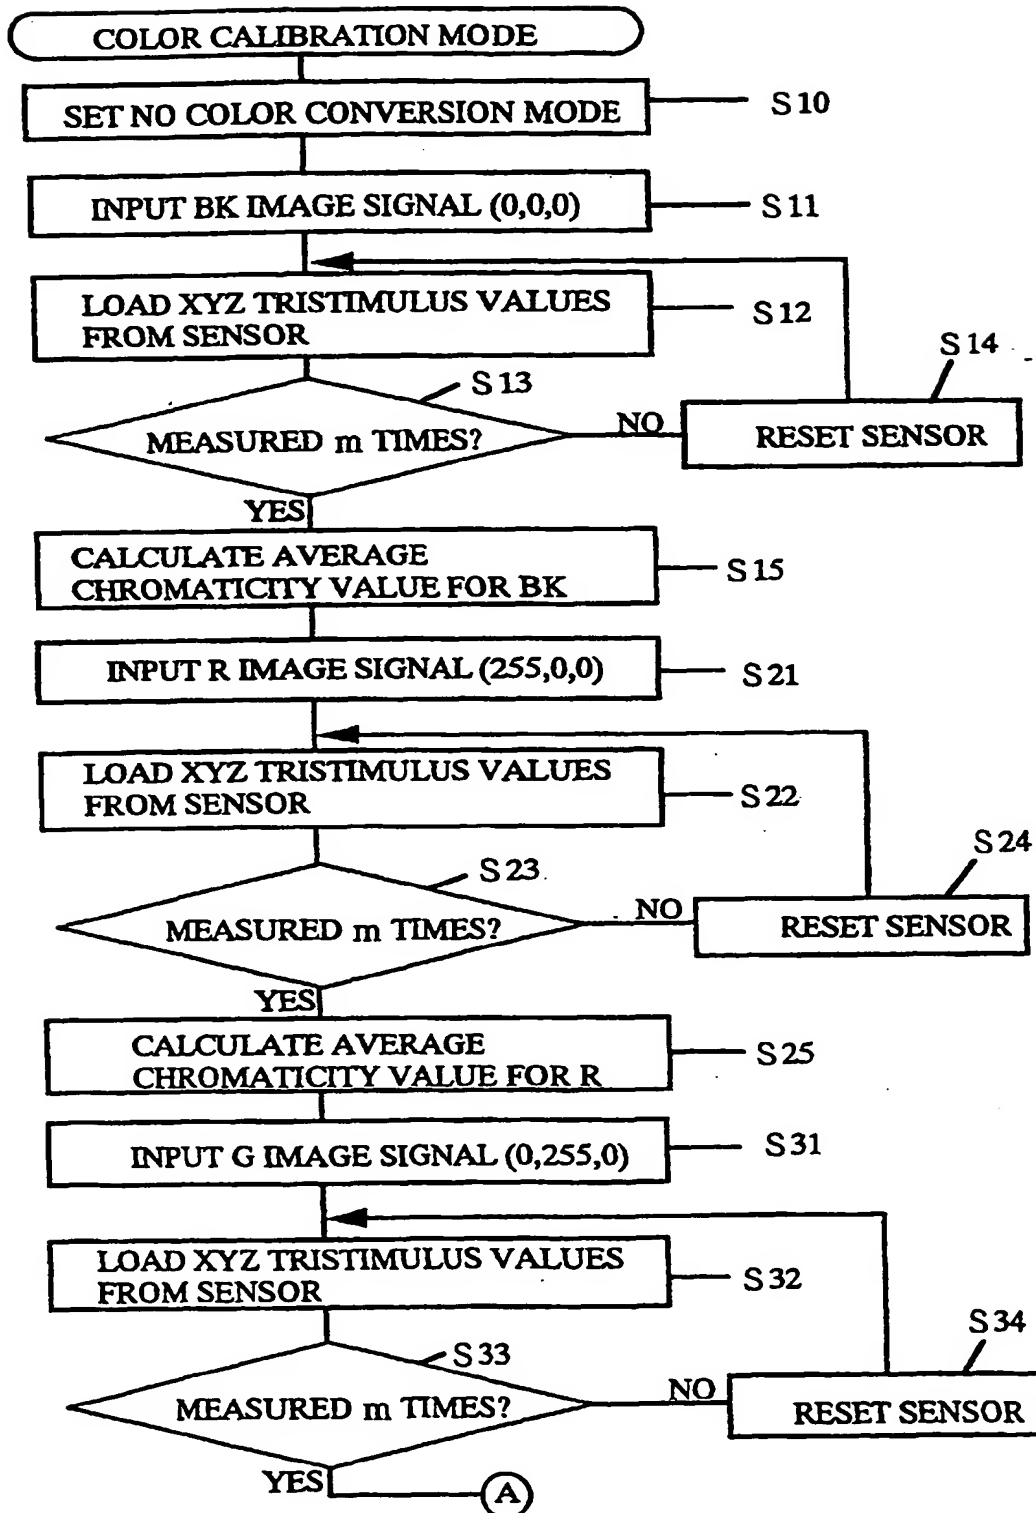 COLOR CALIBRATION MODE
SET NO COLOR CONVERSION MODE
S10
INPUT BK IMAGE SIGNAL (0,0,0)
S11
LOAD XYZ TRISTIMULUS VALUES
FROM SENSOR
S12
S13
S14
MEASURED m TIMES?
NO
RESET SENSOR
YES
CALCULATE AVERAGE
CHROMATICITY VALUE FOR BK
S15
INPUT R IMAGE SIGNAL (255,0,0)
S21
LOAD XYZ TRISTIMULUS VALUES
FROM SENSOR
S22
S23
S24
MEASURED m TIMES?
NO
RESET SENSOR
YES
CALCULATE AVERAGE
CHROMATICITY VALUE FOR R
S25
INPUT G IMAGE SIGNAL (0,255,0)
S31
LOAD XYZ TRISTIMULUS VALUES
FROM SENSOR
S32
S33
S34
MEASURED m TIMES?
NO
RESET SENSOR
YES
A